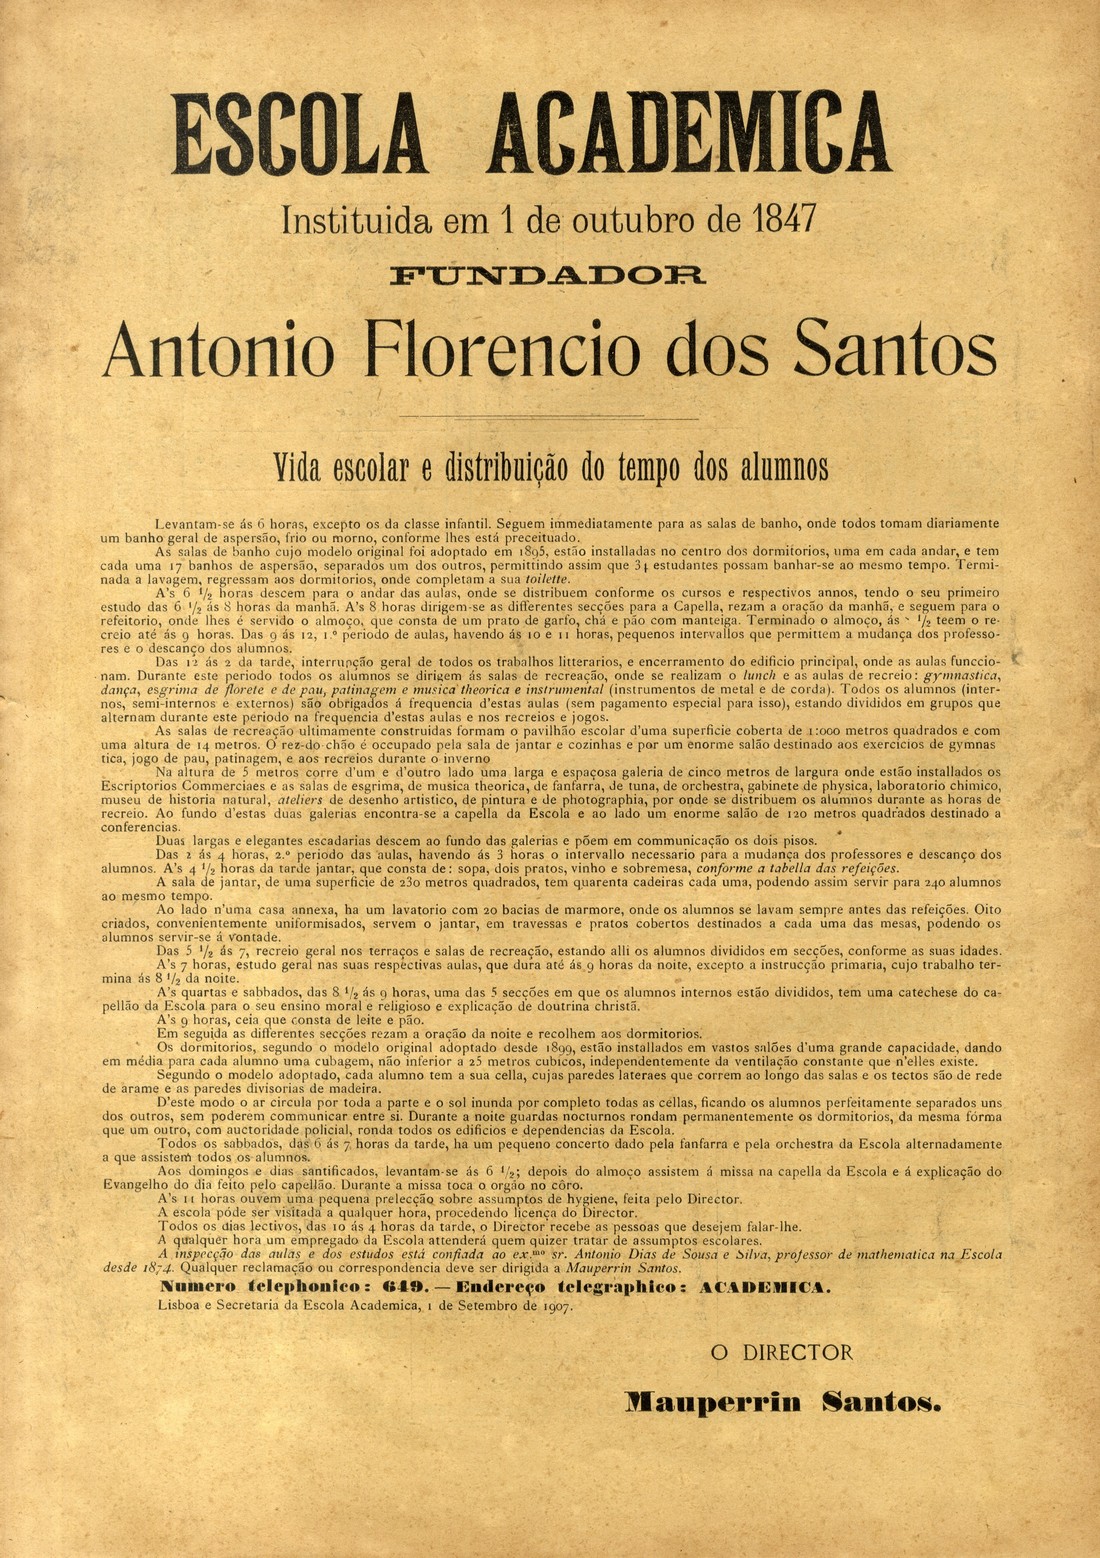 ESCOLA ACADEMICA
Instituida em 1 de outubro de 1847
FUNDADOR
Antonio Florencio dos Santos
Vida escolar e distribuição do tempo dos alumnos
Levantam-se ás 6 horas, excepto os da classe infantil. Seguem immediatamente para as salas de banho, onde todos tomam diariamente
um banho geral de aspersão, frio ou morno, conforme lhes está preceituado.
As salas de banho cujo modelo original foi adoptado em 1895, estão installadas no centro dos dormitorios, uma em cada andar, e tem
cada uma 17 banhos de aspersão, separados um dos outros, permittindo assim que 34 estudantes possam banhar-se ao mesmo tempo. Termi-
nada a lavagem, regressam aos dormitorios, onde completam a sua toilette.
A's 6 1/2 horas descem para o andar das aulas, onde se distribuem conforme os cursos e respectivos annos, tendo o seu primeiro
estudo das 6 1/2 ás 8 horas da manhã. A's 8 horas dirigem-se as differentes secções para a Capella, rezam a oração da manhã, e seguem para o
refeitorio, onde lhes é servido o almoço, que consta de um prato de garfo, chá e pão com manteiga. Terminado o almoço, ás 1/2 teem o re-
creio até ás 9 horas. Das 9 ás 12, 1.º periodo de aulas, havendo ás 10 e 11 horas, pequenos intervallos que permittem a mudança dos professo-
res e o descanço dos alumnos.
Das 12 ás 2 da tarde, interrupção geral de todos os trabalhos litterarios, e encerramento do edificio principal, onde as aulas funccio-
nam. Durante este periodo todos os alumnos se dirigem ás salas de recreação, onde se realizam o lunch e as aulas de recreio: gymnastica,
dança, esgrima de florete e de pau, patinagem e musica theorica e instrumental (instrumentos de metal e de corda). Todos os alumnos (inter-
nos, semi-internos e externos) são obrigados á frequencia d'estas aulas (sem pagamento especial para isso), estando divididos em grupos que
alternam durante este periodo na frequencia d'estas aulas e nos recreios e jogos.
As salas de recreação ultimamente construidas formam o pavilhão escolar d'uma superficie coberta de 1:000 metros quadrados e com
uma altura de 14 metros. O rez-do chão é occupado pela sala de jantar e cozinhas e por um enorme salão destinado aos exercicios de gymnas
tica, jogo de pau, patinagem, e aos recreios durante o inverno
Na altura de 5 metros corre d'um e d'outro lado uma larga e espaçosa galeria de cinco metros de largura onde estão installados os
Escriptorios Commerciaes e as salas de esgrima, de musica theorica, de fanfarra, de tuna, de orchestra, gabinete de physica, laboratorio chimico,
museu de historia natural, ateliers de desenho artistico, de pintura e de photographia, por onde se distribuem os alumnos durante as horas de
recreio. Ao fundo d'estas duas galerias encontra-se a capella da Escola e ao lado um enorme salão de 120 metros quadrados destinado a
conferencias.
Duas largas e elegantes escadarias descem ao fundo das galerias e põem em communicação os dois pisos.
Das 2 ás 4 horas, 2.º periodo das aulas, havendo ás 3 horas o intervallo necessario para a mudança dos professores e descanço dos
alumnos. A's 4 1/2 horas da tarde jantar, que consta de: sopa, dois pratos, vinho e sobremesa, conforme a tabella das refeições.
A sala de jantar, de uma superficie de 230 metros quadrados, tem quarenta cadeiras cada uma, podendo assim servir para 240 alumnos
ao mesmo tempo.
Ao lado n'uma casa annexa, ha um lavatorio com 20 bacias de marmore, onde os alumnos se lavam sempre antes das refeições. Oito
criados, convenientemente uniformisados, servem o jantar, em travessas e pratos cobertos destinados a cada uma das mesas, podendo os
alumnos servir-se á vontade.
Das 5 1/2 ás 7, recreio geral nos terraços e salas de recreação, estando alli os alumnos divididos em secções, conforme as suas idades.
A's 7 horas, estudo geral nas suas respectivas aulas, que dura até ás 9 horas da noite, excepto a instrucção primaria, cujo trabalho ter-
mina ás 8 1/2 da noite.
A's quartas e sabbados, das 8 1/2 ás 9 horas, uma das 5 secções em que os alumnos internos estão divididos, tem uma catechese do ca-
pellão da Escola para o seu ensino moral e religioso e explicação de doutrina christã.
A's 9 horas, ceia que consta de leite e pão.
Em seguida as differentes secções rezam a oração da noite e recolhem aos dormitorios.
Os dormitorios, segundo o modelo original adoptado desde 1899, estão installados em vastos salões d'uma grande capacidade, dando
em média para cada alumno uma cubagem, não inferior a 25 metros cubicos, independentemente da ventilação constante que n'elles existe.
Segundo o modelo adoptado, cada alumno tem a sua cella, cujas paredes lateraes que correm ao longo das salas e os tectos são de rede
de arame e as paredes divisorias de madeira.
D'este modo o ar circula por toda a parte e o sol inunda por completo todas as cellas, ficando os alumnos perfeitamente separados uns
dos outros, sem poderem communicar entre si. Durante a noite guardas nocturnos rondam permanentemente os dormitorios, da mesma fórma
que um outro, com auctoridade policial, ronda todos os edificios e dependencias da Escola.
Todos os sabbados, das 6 ás 7 horas da tarde, ha um pequeno concerto dado pela fanfarra e pela orchestra da Escola alternadamente
a que assistem todos os alumnos.
Aos domingos e dias santificados, levantam-se ás 6 1/2; depois do almoço assistem á missa na capella da Escola e á explicação do
Evangelho do dia feito pelo capellão. Durante a missa toca o orgão no côro.
A's 11 horas ouvem uma pequena prelecção sobre assumptos de hygiene, feita pelo Director.
A escola póde ser visitada a qualquer hora, procedendo licença do Director.
Todos os dias lectivos, das 10 ás 4 horas da tarde, o Director recebe as pessoas que desejem falar-lhe.
A qualquer hora um empregado da Escola attenderá quem quizer tratar de assumptos escolares.
A inspecção das aulas e dos estudos está confiada ao ex.mo sr. Antonio Dias de Sousa e Silva, professor de mathematica na Escola
desde 1874. Qualquer reclamação ou correspondencia deve ser dirigida a Mauperrin Santos.
Numero telephonico: 649. — Endereço telegraphico: ACADEMICA.
Lisboa e Secretaria da Escola Academica, 1 de Setembro de 1907.
O DIRECTOR
Mauperrin Santos.